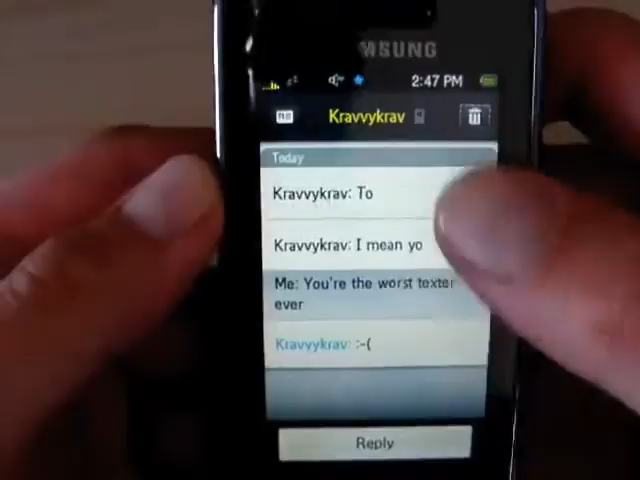 SAMSUNG
2:47 PM
Kravvykrav
Today
Kravvykrav: To
Kravvykrav: I mean yo
Me: You're the worst texter
ever
Kravvykrav: :-(
Reply